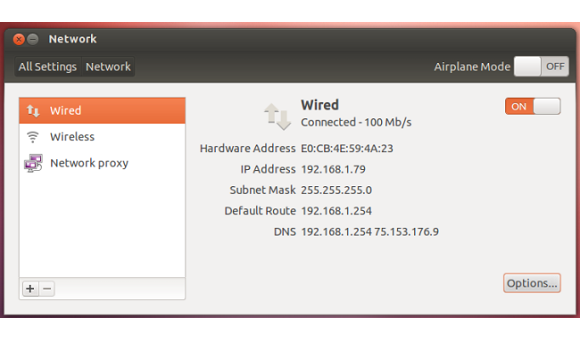 Network
All Settings Network
Airplane Mode OFF
Wired
Wireless
Network proxy
Wired
Connected - 100 Mb/s
ON
Hardware Address E0:CB:4E:59:4A:23
IP Address 192.168.1.79
Subnet Mask 255.255.255.0
Default Route 192.168.1.254
DNS 192.168.1.254 75.153.176.9
Options...